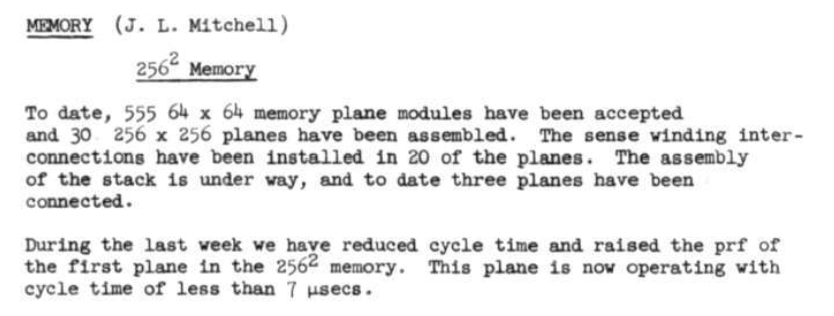 MEMORY (J. L. Mitchell)
256² Memory
To date, 555 64 x 64 memory plane modules have been accepted
and 30 256 x 256 planes have been assembled. The sense winding inter-
connections have been installed in 20 of the planes. The assembly
of the stack is under way, and to date three planes have been
connected.
During the last week we have reduced cycle time and raised the prf of
the first plane in the 256² memory. This plane is now operating with
cycle time of less than 7 μsecs.